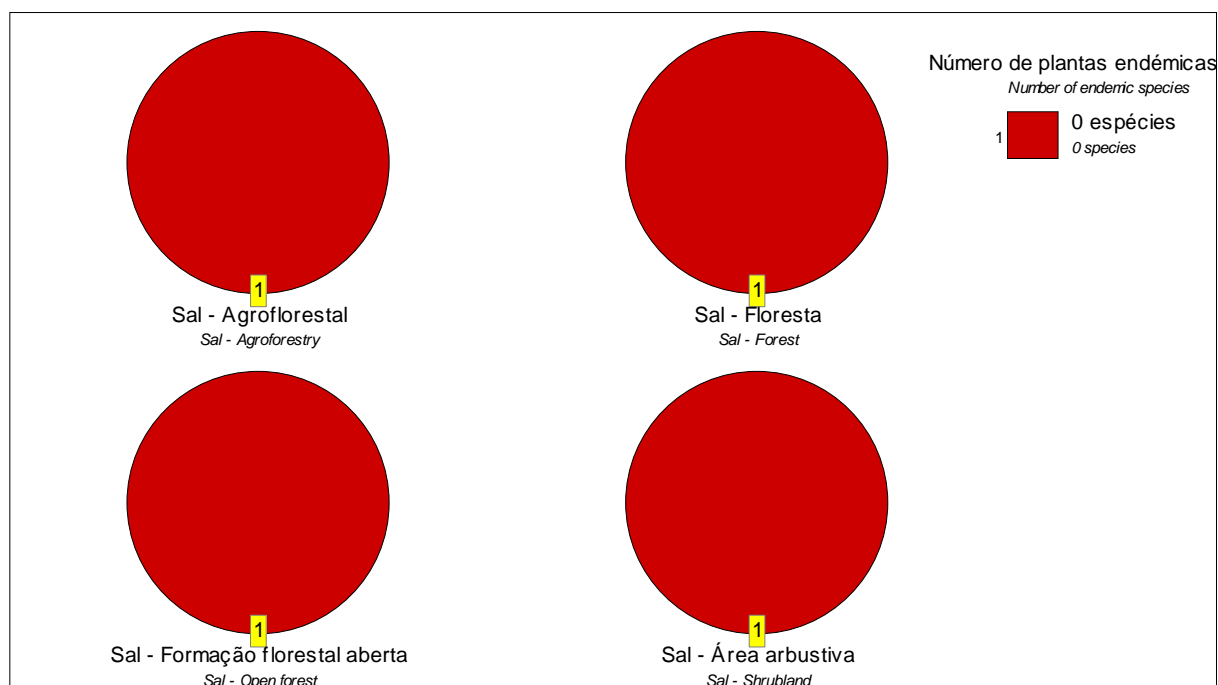 Número de plantas endémicas
Number of endemic species
1
0 espécies
0 species
1
Sal - Agroflorestal
Sal - Agroforestry
1
Sal - Floresta
Sal - Forest
1
Sal - Formação florestal aberta
Sal - Open forest
1
Sal - Área arbustiva
Sal - Shrubland